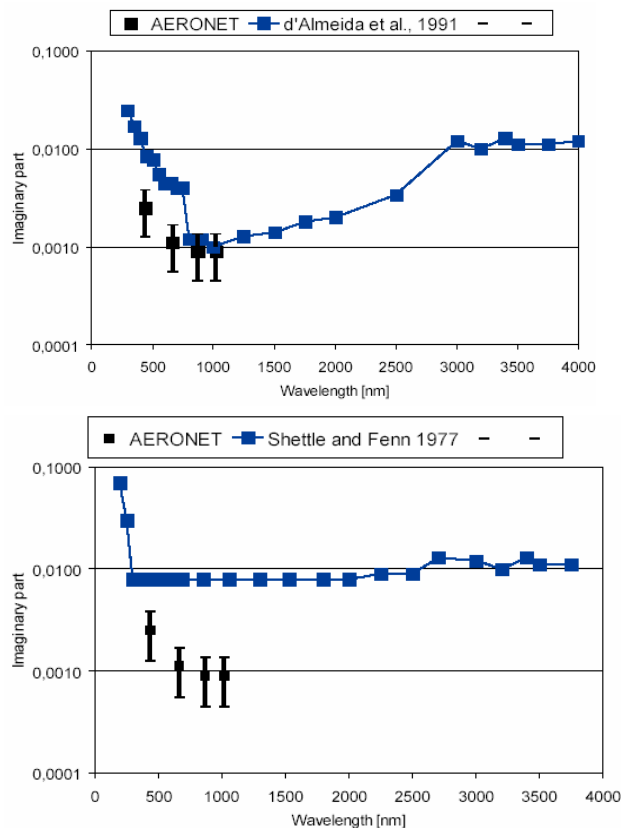 AERONET d'Almeida et al., 1991
0,1000
0,0100
0,0010
0,0001
Imaginary part
0 500 1000 1500 2000 2500 3000 3500 4000
Wavelength [nm]
AERONET Shettle and Fenn 1977
0,1000
0,0100
0,0010
0,0001
Imaginary part
0 500 1000 1500 2000 2500 3000 3500 4000
Wavelength [nm]